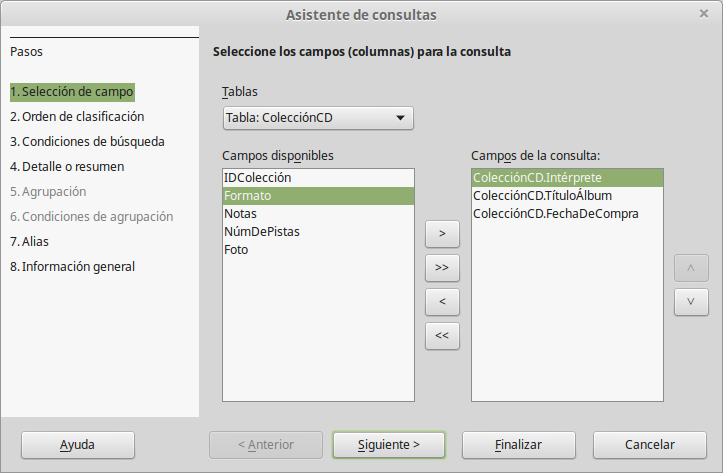 Asistente de consultas
×
Pasos
1. Selección de campo
2. Orden de clasificación
3. Condiciones de búsqueda
4. Detalle o resumen
5. Agrupación
6. Condiciones de agrupación
7. Alias
8. Información general
Seleccione los campos (columnas) para la consulta
Tablas
Tabla: ColecciónCD
Campos disponibles
IDColección
Formato
Notas
NúmDePistas
Foto
>
>>
<
<<
Campos de la consulta:
ColecciónCD.Intérprete
ColecciónCD.TítuloÁlbum
ColecciónCD.FechaDeCompra
Ayuda
< Anterior
Siguiente >
Finalizar
Cancelar